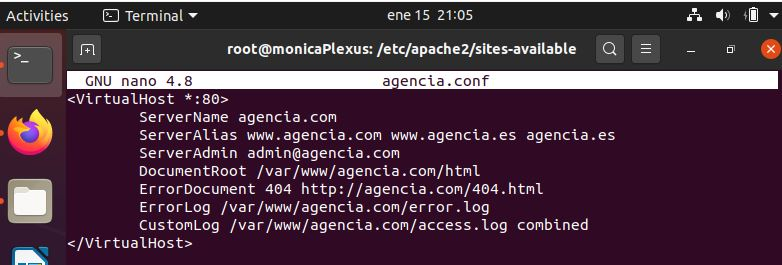 Activities Terminal ene 15 21:05
root@monicaPlexus: /etc/apache2/sites-available
GNU nano 4.8 agencia.conf
<VirtualHost *:80>
ServerName agencia.com
ServerAlias www.agencia.com www.agencia.es agencia.es
ServerAdmin admin@agencia.com
DocumentRoot /var/www/agencia.com/html
ErrorDocument 404 http://agencia.com/404.html
ErrorLog /var/www/agencia.com/error.log
CustomLog /var/www/agencia.com/access.log combined
</VirtualHost>